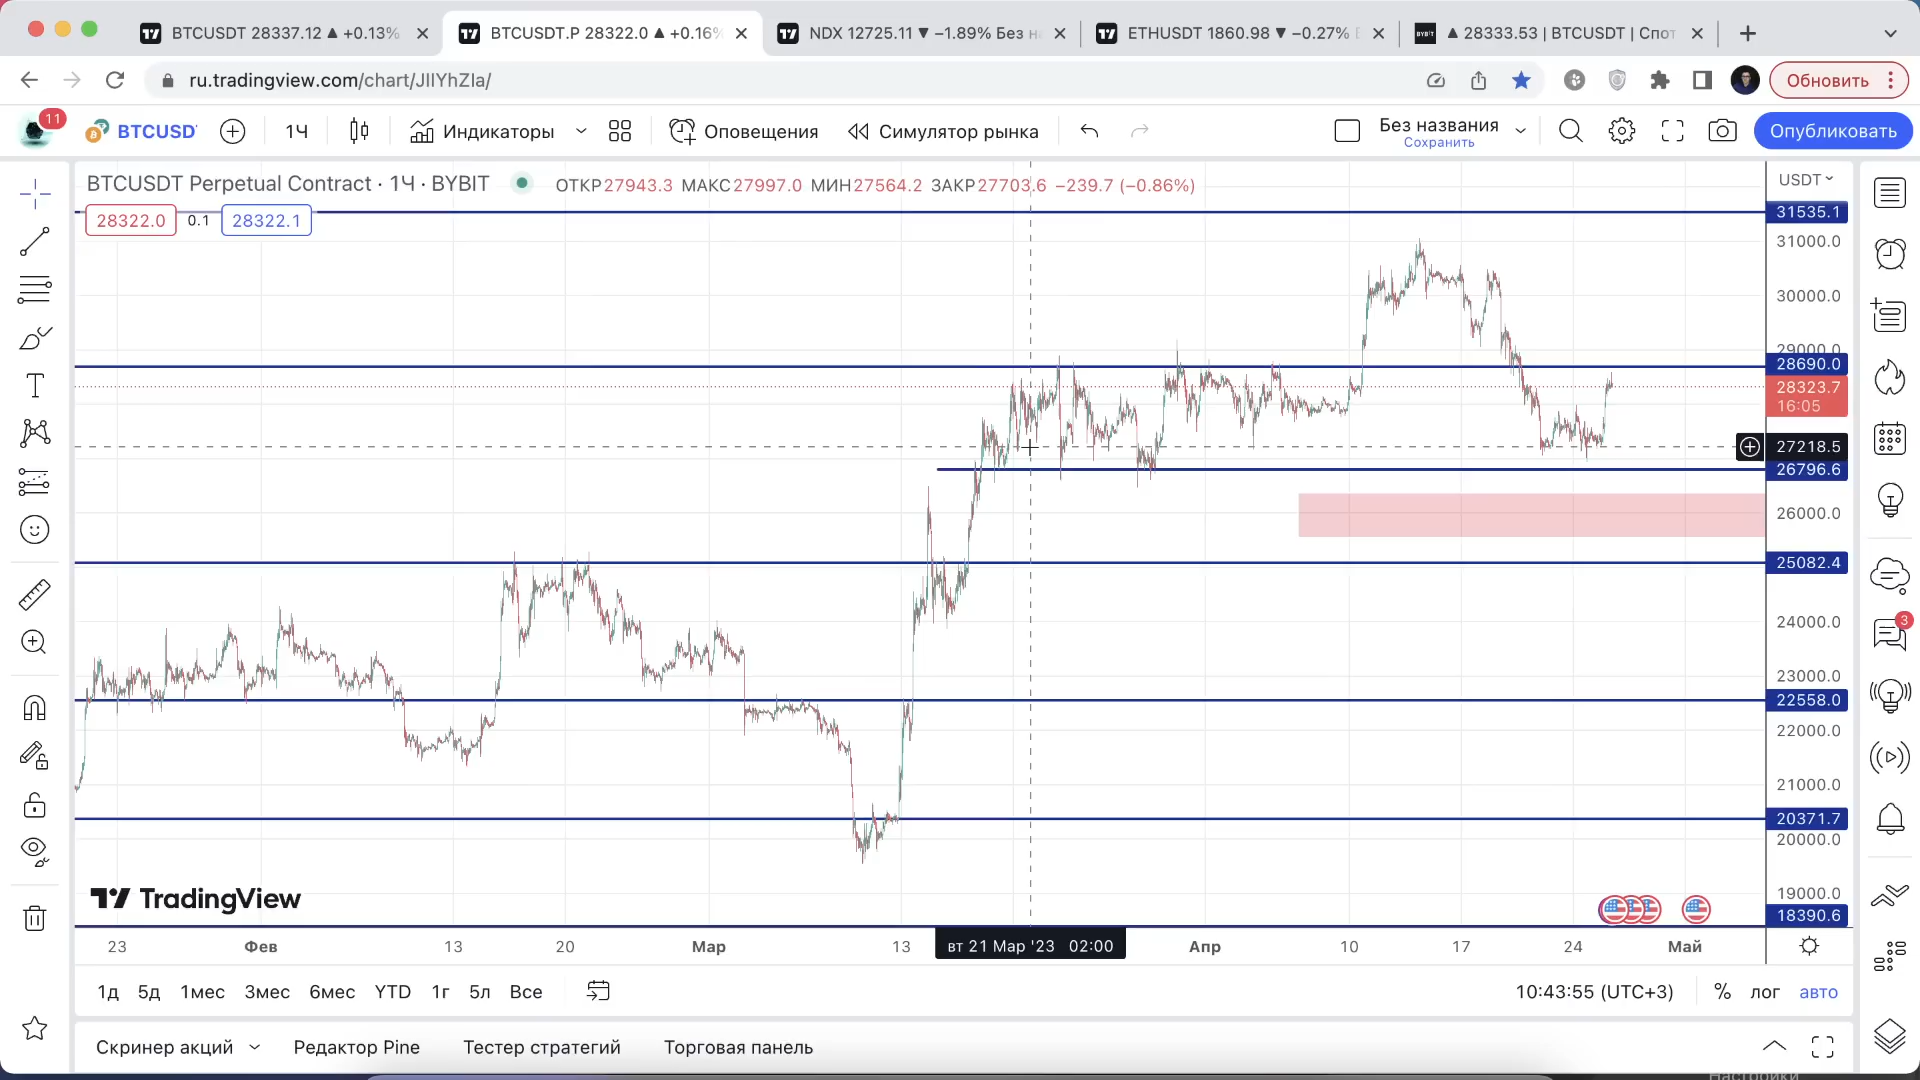 BTCUSDT 28337.12 ▲ +0.13%
BTCUSDT.P 28322.0 ▲ +0.16%
NDX 12725.11 ▼ −1.89% Без н
ETHUSDT 1860.98 ▼ −0.27%
▲ 28333.53 | BTCUSDT | Спот
ru.tradingview.com/chart/JIIYhZla/
Обновить
11
BTCUSD
1Ч
Индикаторы
Оповещения
Симулятор рынка
Без названия
Сохранить
Опубликовать
BTCUSDT Perpetual Contract · 1Ч · BYBIT
ОТКР27943.3 МАКС27997.0 МИН27564.2 ЗАКР27703.6 −239.7 (−0.86%)
USDT
28322.0
0.1
28322.1
31535.1
31000.0
30000.0
29000.0
28690.0
28323.7
16:05
27218.5
26796.6
26000.0
25082.4
24000.0
3
23000.0
22558.0
22000.0
21000.0
20371.7
20000.0
19000.0
18390.6
TradingView
23 Фев 13 20 Мар 13 вт 21 Мар '23 02:00 Апр 10 17 24 Май
1д 5д 1мес 3мес 6мес YTD 1г 5л Все
10:43:55 (UTC+3) % лог авто
Скринер акций Редактор Pine Тестер стратегий Торговая панель